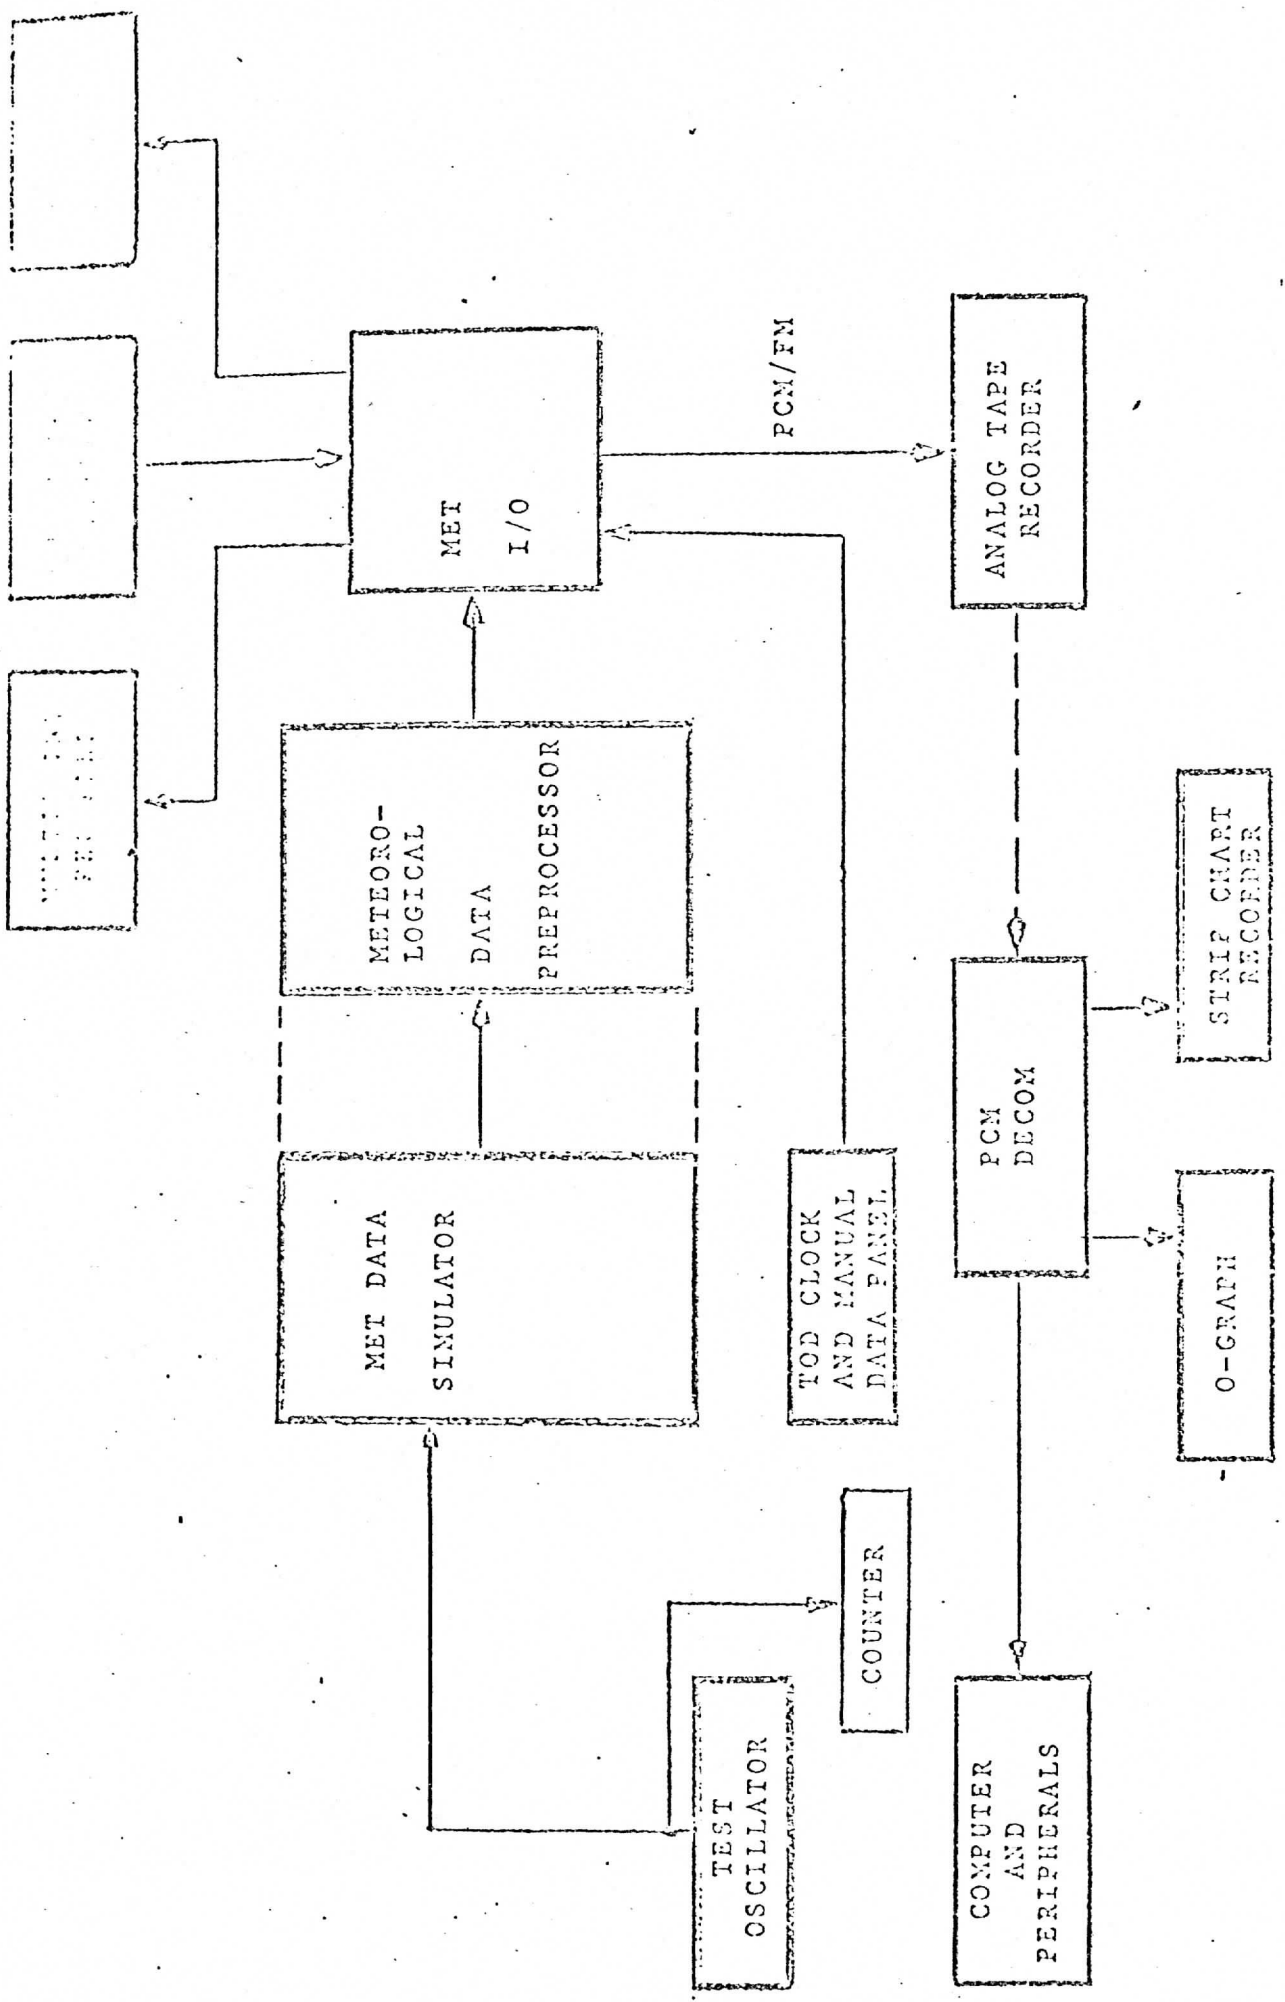 MET DATA
SIMULATOR
METEORO-
LOGICAL
DATA
PREPROCESSOR
MET
I/O
TEST
OSCILLATOR
COUNTER
TOD CLOCK
AND MANUAL
DATA PANEL
PCM/FM
COMPUTER
AND
PERIPHERALS
PCM
DECOM
ANALOG TAPE
RECORDER
O-GRAPH
STRIP CHART
RECORDER